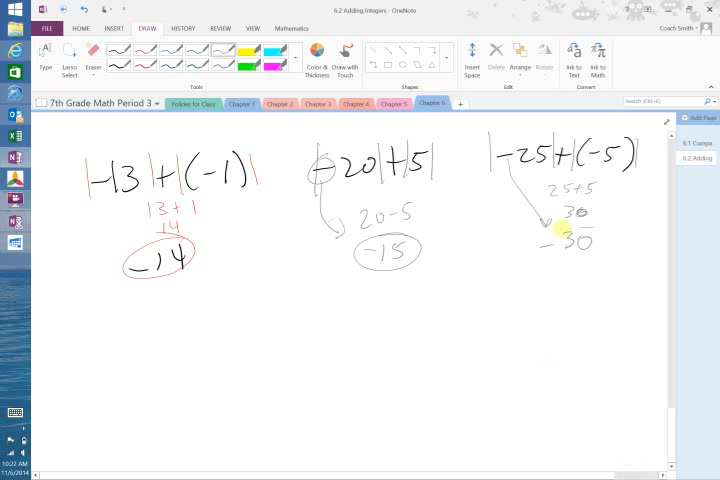 6.2 Adding Integers - OneNote
Coach Smith
FILE HOME INSERT DRAW HISTORY REVIEW VIEW Mathematics
Type
Lasso Select
Eraser
Color & Thickness
Draw with Touch
Insert Space
Delete
Arrange
Ink to Text
Ink to Math
Tools Shapes Edit Convert
7th Grade Math Period 3
Policies for Class Chapter 1 Chapter 2 Chapter 3 Chapter 4 Chapter 5 Chapter 6 +
Search (Ctrl+E)
Add Page
6.1 Compa
6.2 Adding
|-13|+|(-1)|
13+1
14
-14
-20|+|5|
20-5
-15
|-25|+|(-5)|
25+5
30
-30
10:22 AM
11/6/2014